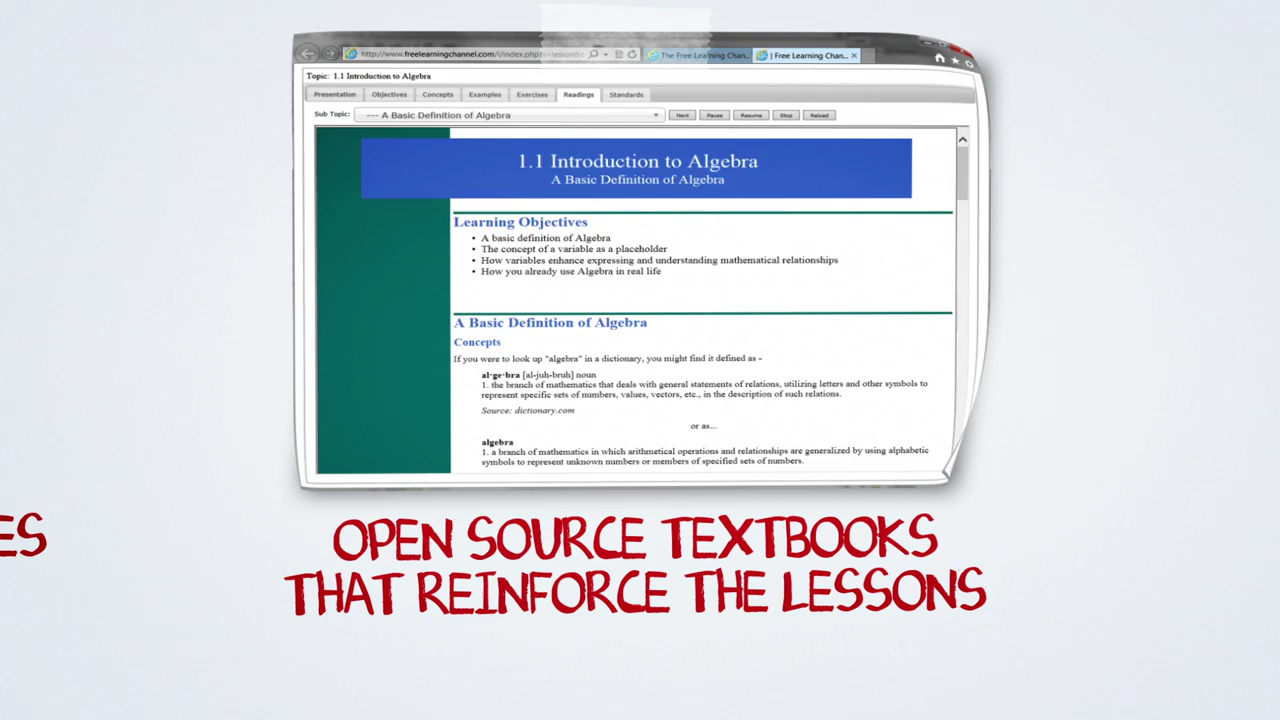 http://www.freelearningchannel.com/l/index.php
The Free Learning Chan...
| Free Learning Chan...
Topic: 1.1 Introduction to Algebra
Presentation
Objectives
Concepts
Examples
Exercises
Readings
Standards
Sub Topic:
--- A Basic Definition of Algebra
Next
Pause
Resume
Stop
Reload
1.1 Introduction to Algebra
A Basic Definition of Algebra
Learning Objectives
• A basic definition of Algebra
• The concept of a variable as a placeholder
• How variables enhance expressing and understanding mathematical relationships
• How you already use Algebra in real life
A Basic Definition of Algebra
Concepts
If you were to look up "algebra" in a dictionary, you might find it defined as -
al·ge·bra [al-juh-bruh] noun
1. the branch of mathematics that deals with general statements of relations, utilizing letters and other symbols to
represent specific sets of numbers, values, vectors, etc., in the description of such relations.
Source: dictionary.com
or as...
algebra
1. a branch of mathematics in which arithmetical operations and relationships are generalized by using alphabetic
symbols to represent unknown numbers or members of specified sets of numbers.
ES
OPEN SOURCE TEXTBOOKS
THAT REINFORCE THE LESSONS